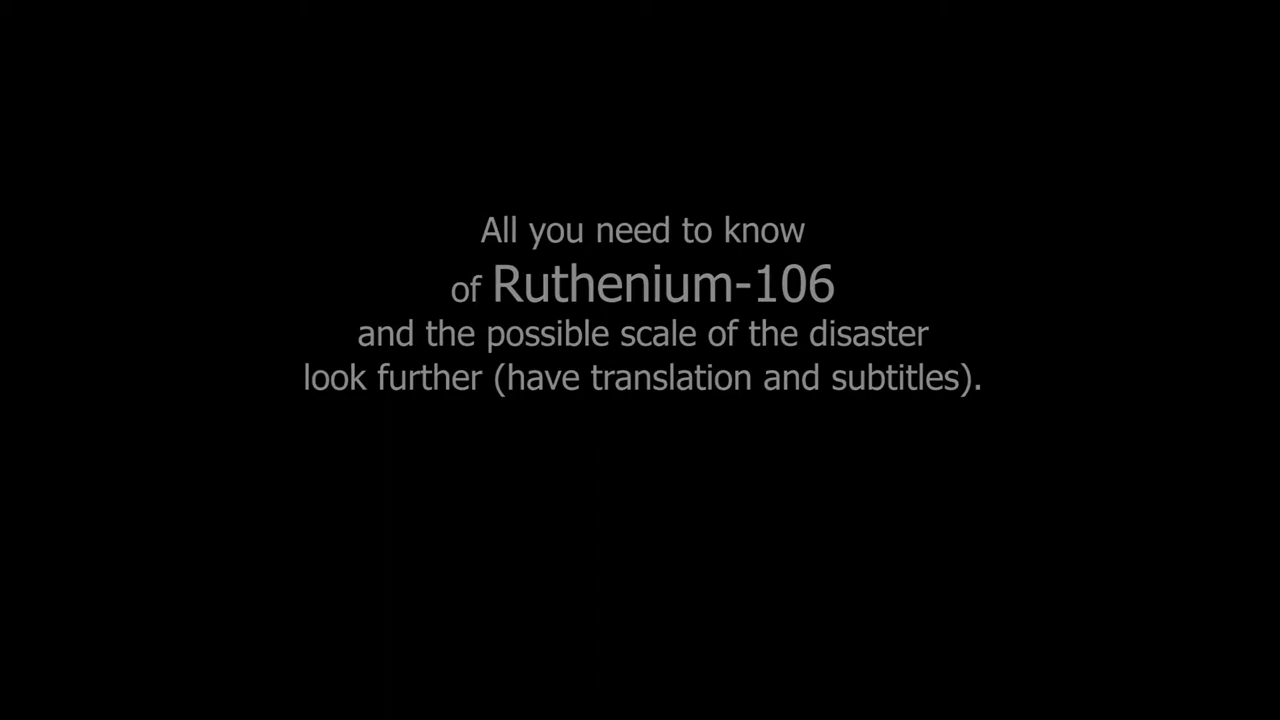 All you need to know
of Ruthenium-106
and the possible scale of the disaster
look further (have translation and subtitles).